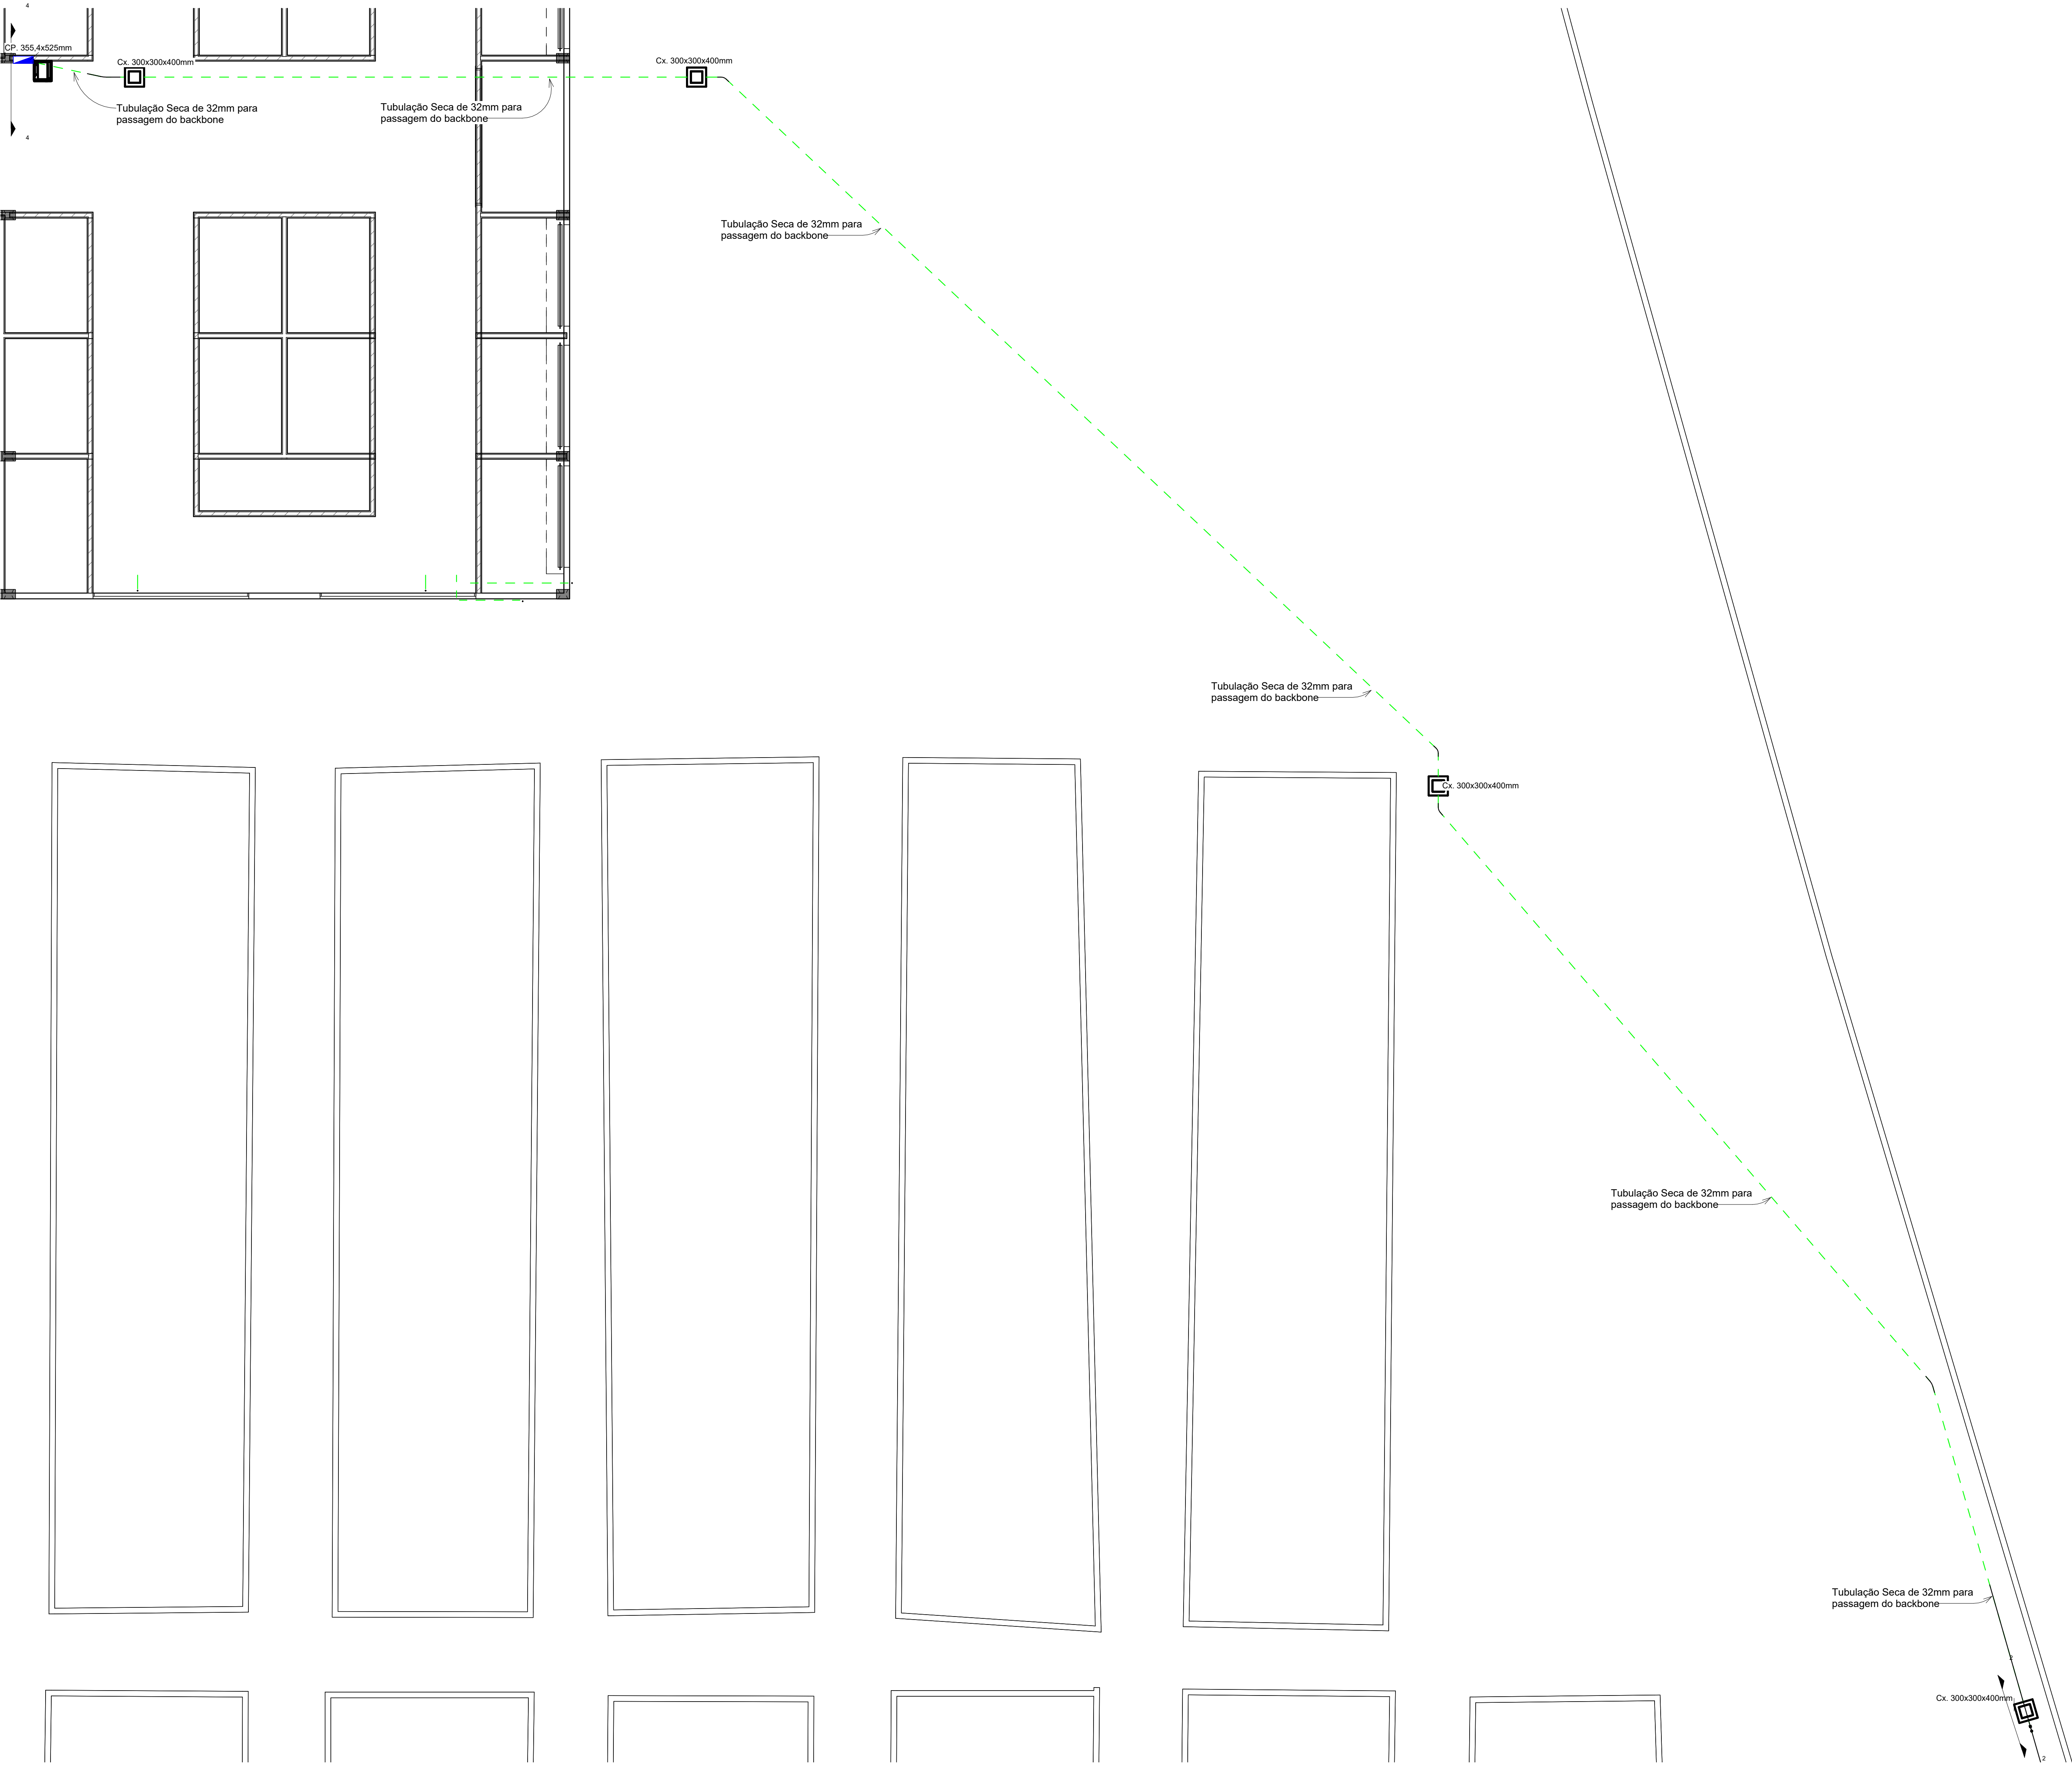 4
CP. 355,4x525mm
Cx. 300x300x400mm
Cx. 300x300x400mm
Tubulação Seca de 32mm para
passagem do backbone
Tubulação Seca de 32mm para
passagem do backbone
4
Tubulação Seca de 32mm para
passagem do backbone
Tubulação Seca de 32mm para
passagem do backbone
Cx. 300x300x400mm
Tubulação Seca de 32mm para
passagem do backbone
Tubulação Seca de 32mm para
passagem do backbone
2
Cx. 300x300x400mm
2